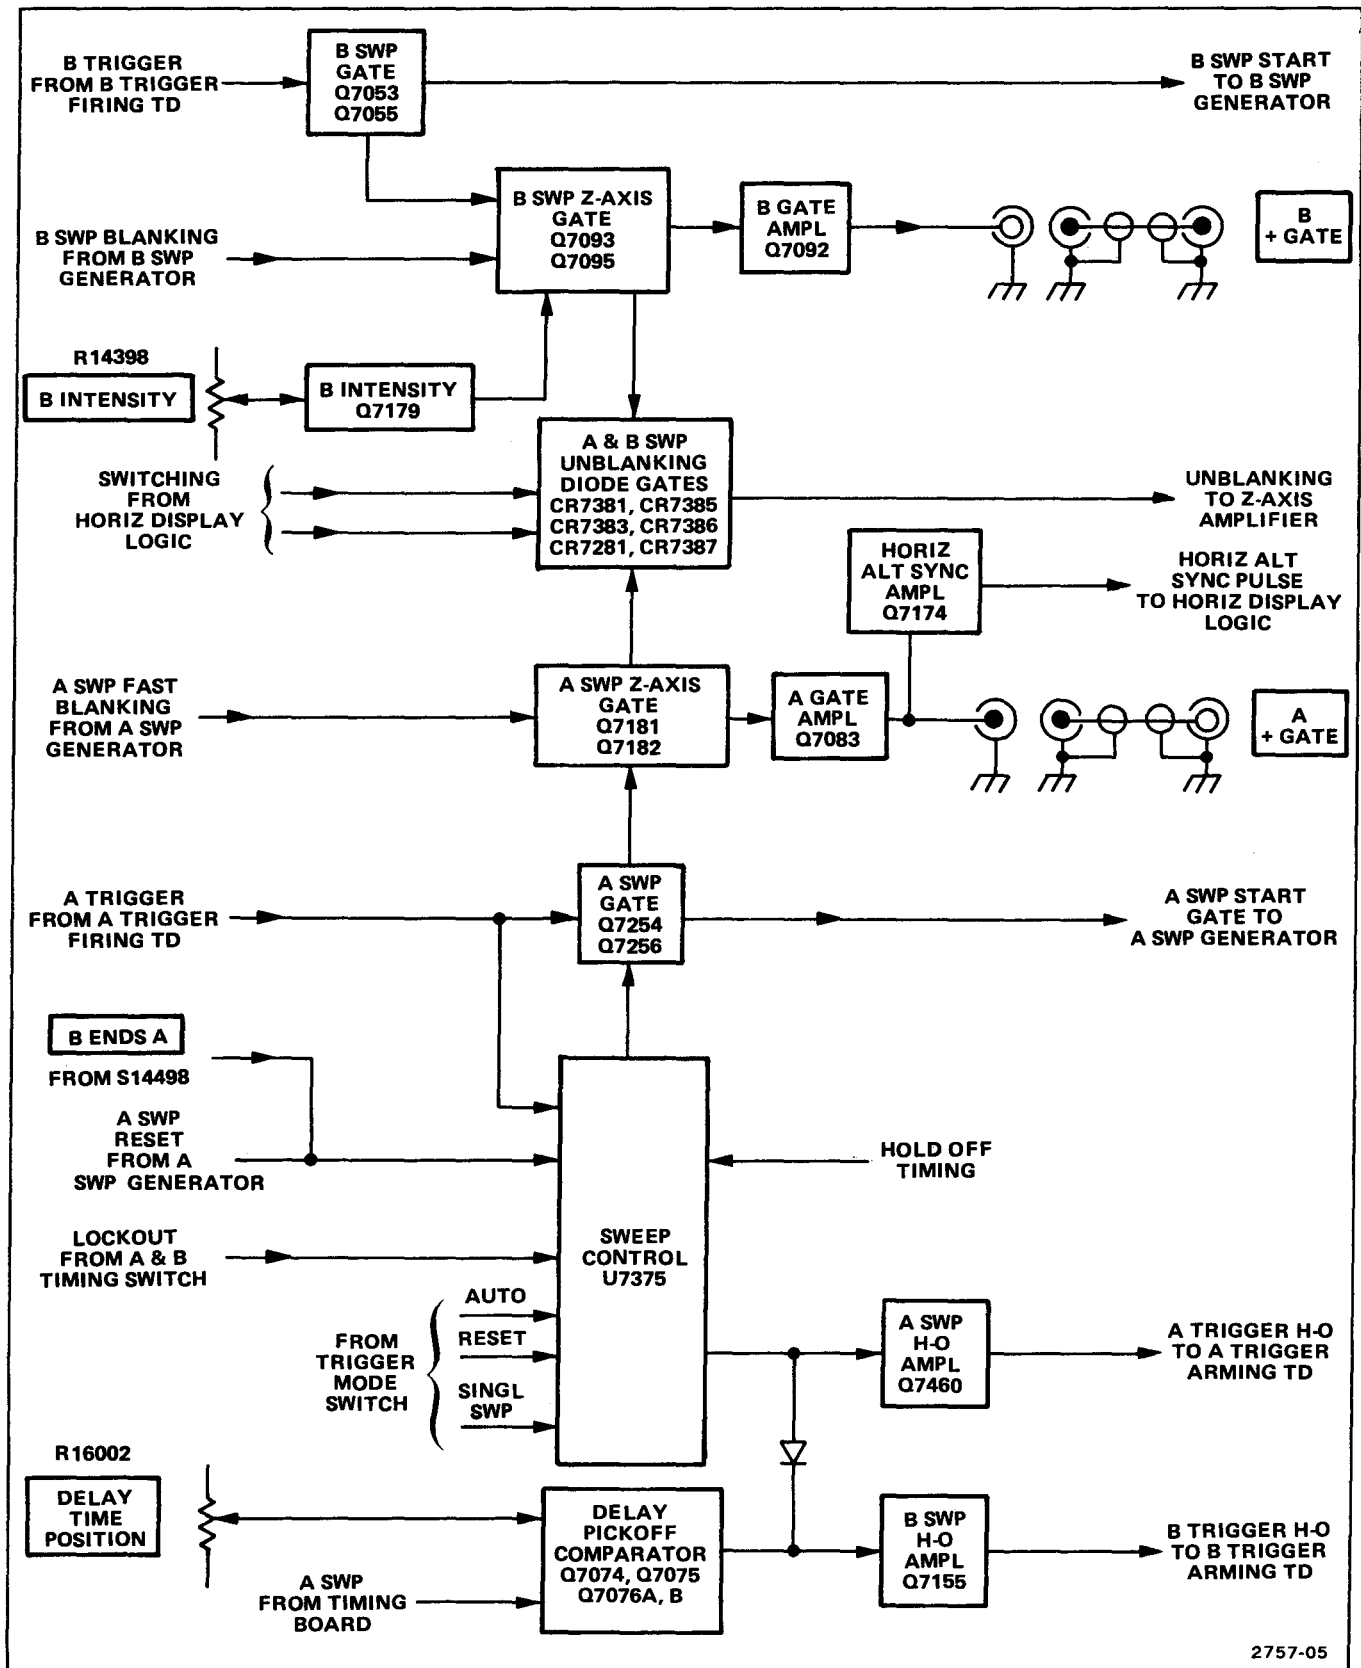 B TRIGGER
FROM B TRIGGER
FIRING TD
B SWP
GATE
Q7053
Q7055
B SWP START
TO B SWP
GENERATOR
B SWP BLANKING
FROM B SWP
GENERATOR
B SWP Z-AXIS
GATE
Q7093
Q7095
B GATE
AMPL
Q7092
B
+ GATE
R14398
B INTENSITY
B INTENSITY
Q7179
SWITCHING
FROM
HORIZ DISPLAY
LOGIC
A & B SWP
UNBLANKING
DIODE GATES
CR7381, CR7385
CR7383, CR7386
CR7281, CR7387
UNBLANKING
TO Z-AXIS
AMPLIFIER
HORIZ
ALT SYNC
AMPL
Q7174
HORIZ ALT
SYNC PULSE
TO HORIZ DISPLAY
LOGIC
A SWP FAST
BLANKING
FROM A SWP
GENERATOR
A SWP Z-AXIS
GATE
Q7181
Q7182
A GATE
AMPL
Q7083
A
+ GATE
A TRIGGER
FROM A TRIGGER
FIRING TD
A SWP
GATE
Q7254
Q7256
A SWP START
GATE TO
A SWP GENERATOR
B ENDS A
FROM S14498
A SWP
RESET
FROM A
SWP GENERATOR
HOLD OFF
TIMING
LOCKOUT
FROM A & B
TIMING SWITCH
SWEEP
CONTROL
U7375
FROM
TRIGGER
MODE
SWITCH
AUTO
RESET
SINGL
SWP
A SWP
H-O
AMPL
Q7460
A TRIGGER H-O
TO A TRIGGER
ARMING TD
R16002
DELAY
TIME
POSITION
A SWP
FROM TIMING
BOARD
DELAY
PICKOFF
COMPARATOR
Q7074, Q7075
Q7076A, B
B SWP
H-O
AMPL
Q7155
B TRIGGER H-O
TO B TRIGGER
ARMING TD
2757-05